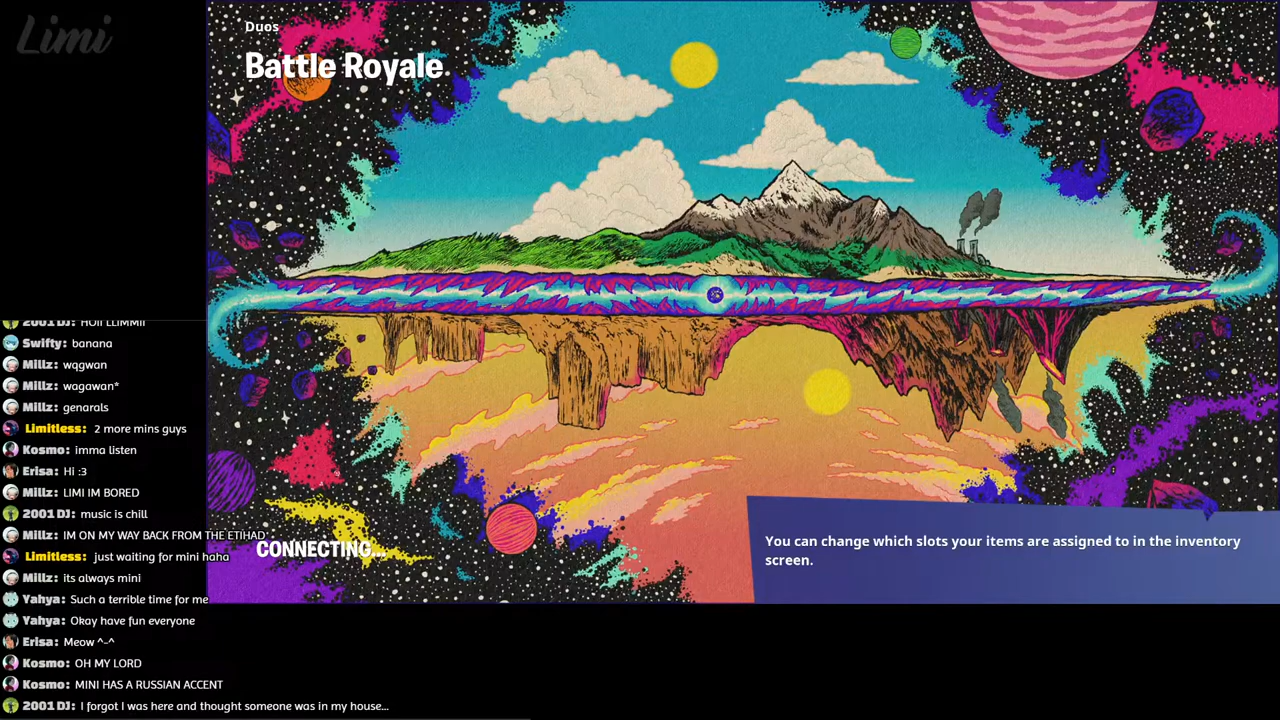 Limi
Duos
Battle Royale
2001 DJ: HOII LLIMMII
Swifty: banana
Millz: wqgwan
Millz: wagawan*
Millz: genarals
Limitless: 2 more mins guys
Kosmo: imma listen
Erisa: Hi :3
Millz: LIMI IM BORED
2001 DJ: music is chill
Millz: IM ON MY WAY BACK FROM THE ETIHAD
Limitless: just waiting for mini haha
Millz: its always mini
Yahya: Such a terrible time for me
Yahya: Okay have fun everyone
Erisa: Meow ^-^
Kosmo: OH MY LORD
Kosmo: MINI HAS A RUSSIAN ACCENT
2001 DJ: I forgot I was here and thought someone was in my house...
CONNECTING...
You can change which slots your items are assigned to in the inventory
screen.